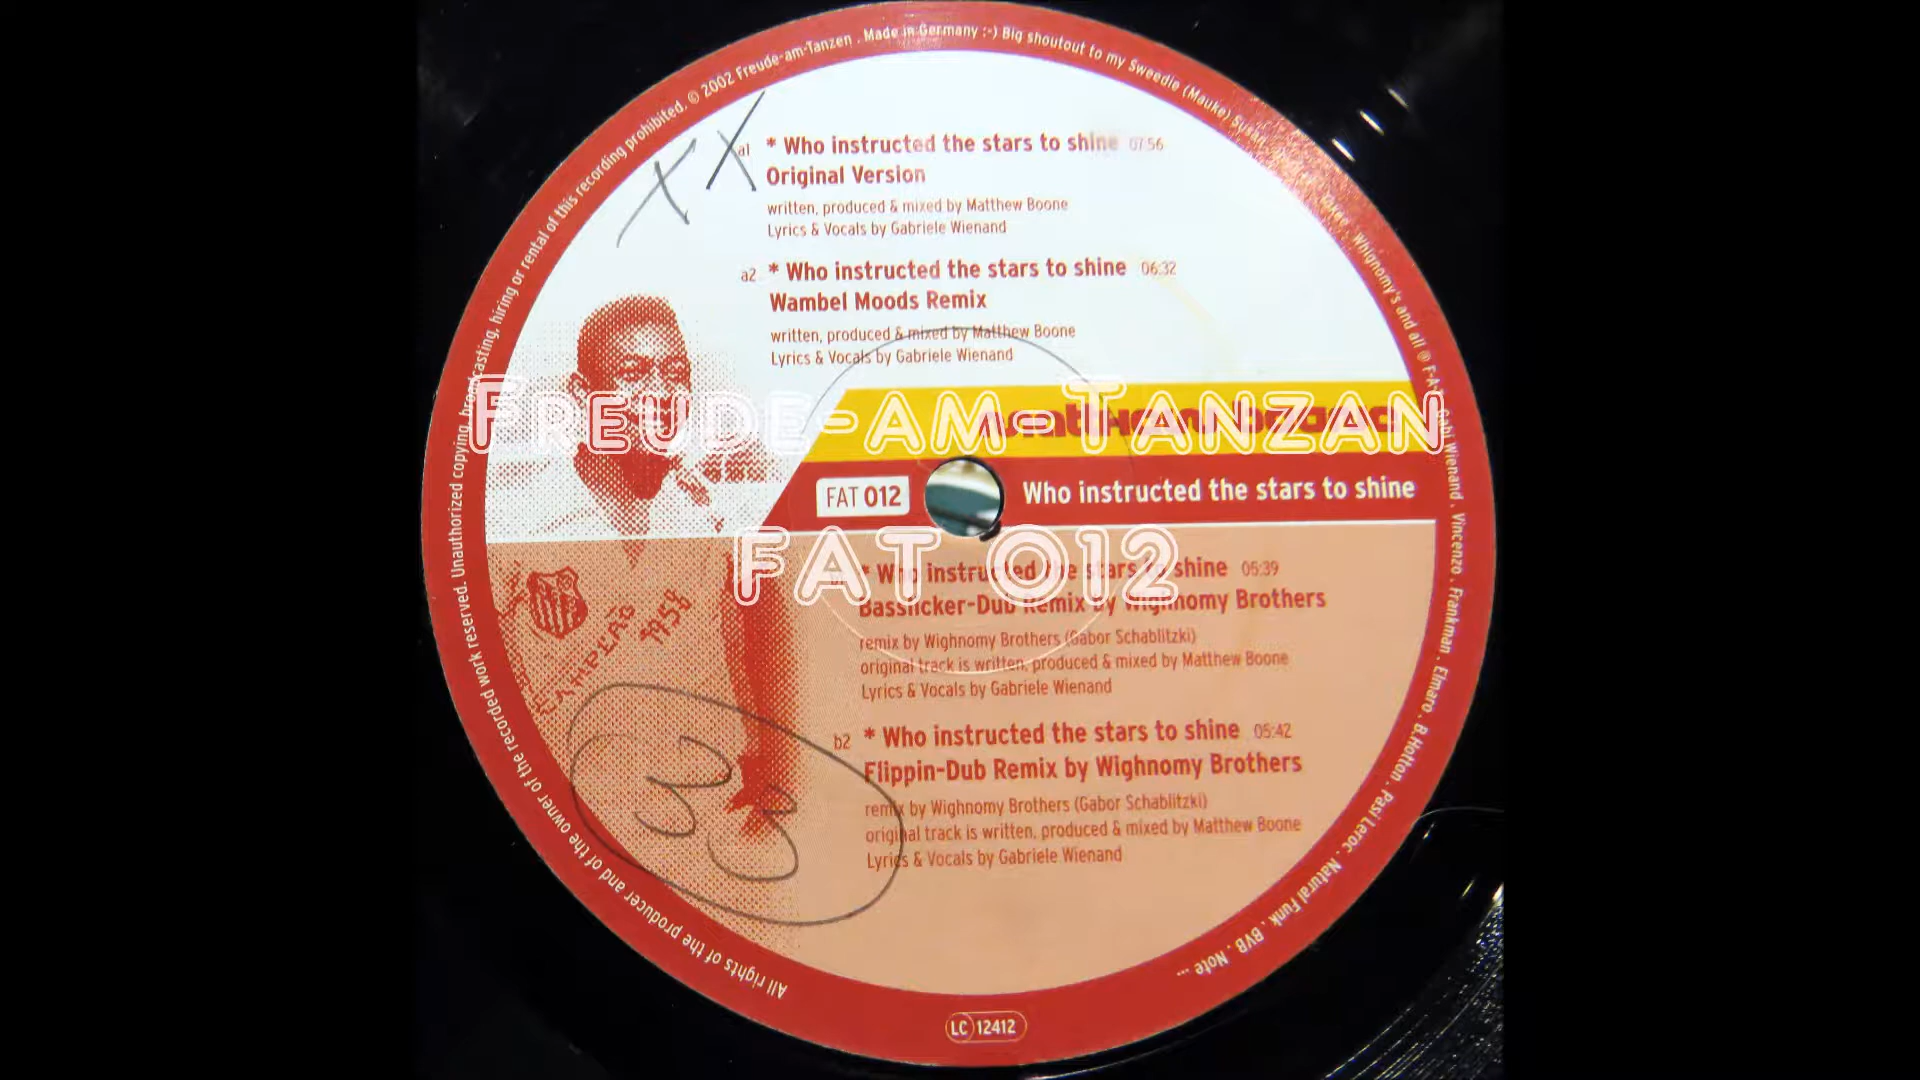 All rights of the producer and of the owner of the recorded work reserved. Unauthorized copying, broadcasting, hiring or rental of this recording prohibited. © 2002 Freude-am-Tanzen . Made in Germany :-) Big shoutout to my Sweedie (Mauke)
Whignomy's and all @ F-A-T. Gabi Wienand . Vincenzo . Frankman . Elmaro . B.Hotton . Pasi Leroc . Natural Funk . BVB . Note ...
a1 * Who instructed the stars to shine 07:56
Original Version
written, produced & mixed by Matthew Boone
Lyrics & Vocals by Gabriele Wienand
a2 * Who instructed the stars to shine 06:32
Wambel Moods Remix
written, produced & mixed by Matthew Boone
Lyrics & Vocals by Gabriele Wienand
Freude-am-Tanzan
FAT 012
Who instructed the stars to shine
FAT 012
* Who instructed the stars to shine 05:39
Basslicker-Dub Remix by Wighnomy Brothers
remix by Wighnomy Brothers (Gabor Schablitzki)
original track is written, produced & mixed by Matthew Boone
Lyrics & Vocals by Gabriele Wienand
b2 * Who instructed the stars to shine 05:42
Flippin-Dub Remix by Wighnomy Brothers
remix by Wighnomy Brothers (Gabor Schablitzki)
original track is written, produced & mixed by Matthew Boone
Lyrics & Vocals by Gabriele Wienand
1958
LC 12412